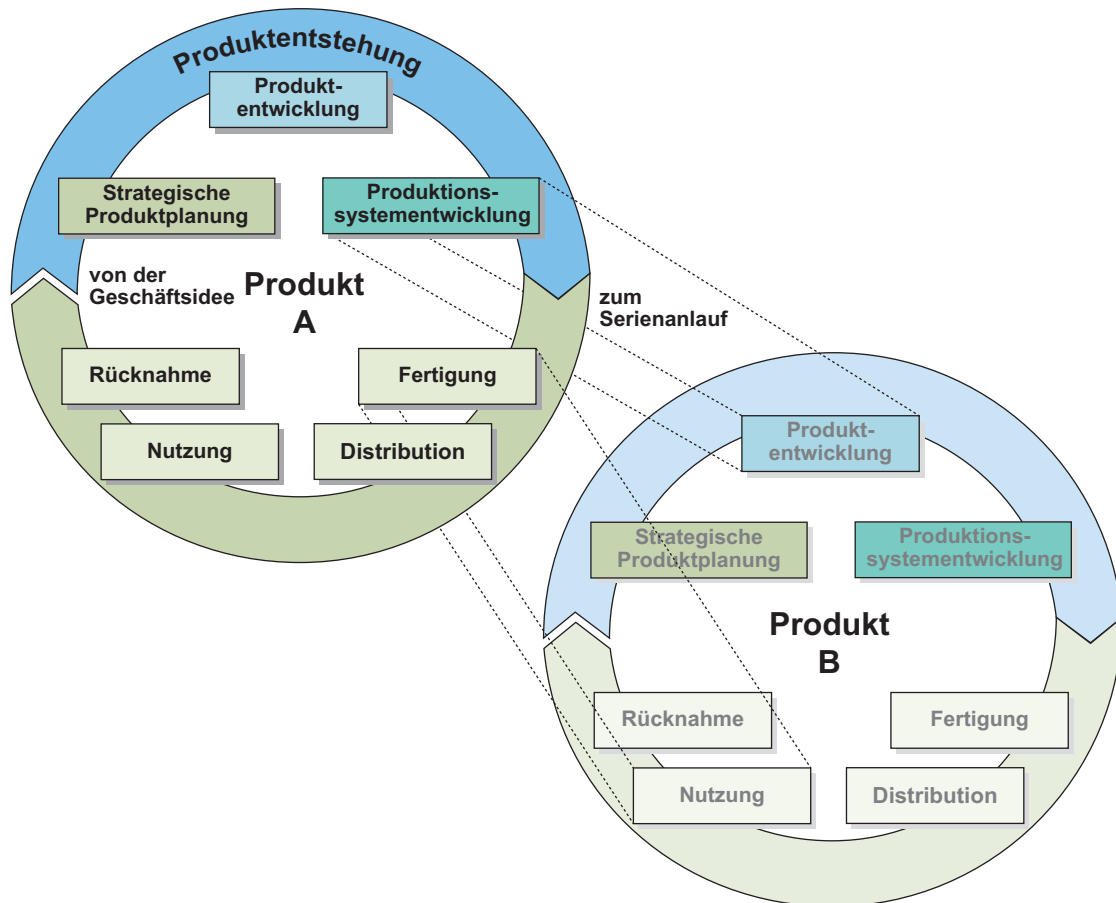 Produktentstehung
Produkt-
entwicklung
Strategische
Produktplanung
Produktions-
systementwicklung
von der
Geschäftsidee
Produkt
A
zum
Serienanlauf
Rücknahme
Fertigung
Nutzung
Distribution
Produkt-
entwicklung
Strategische
Produktplanung
Produktions-
systementwicklung
Produkt
B
Rücknahme
Fertigung
Nutzung
Distribution